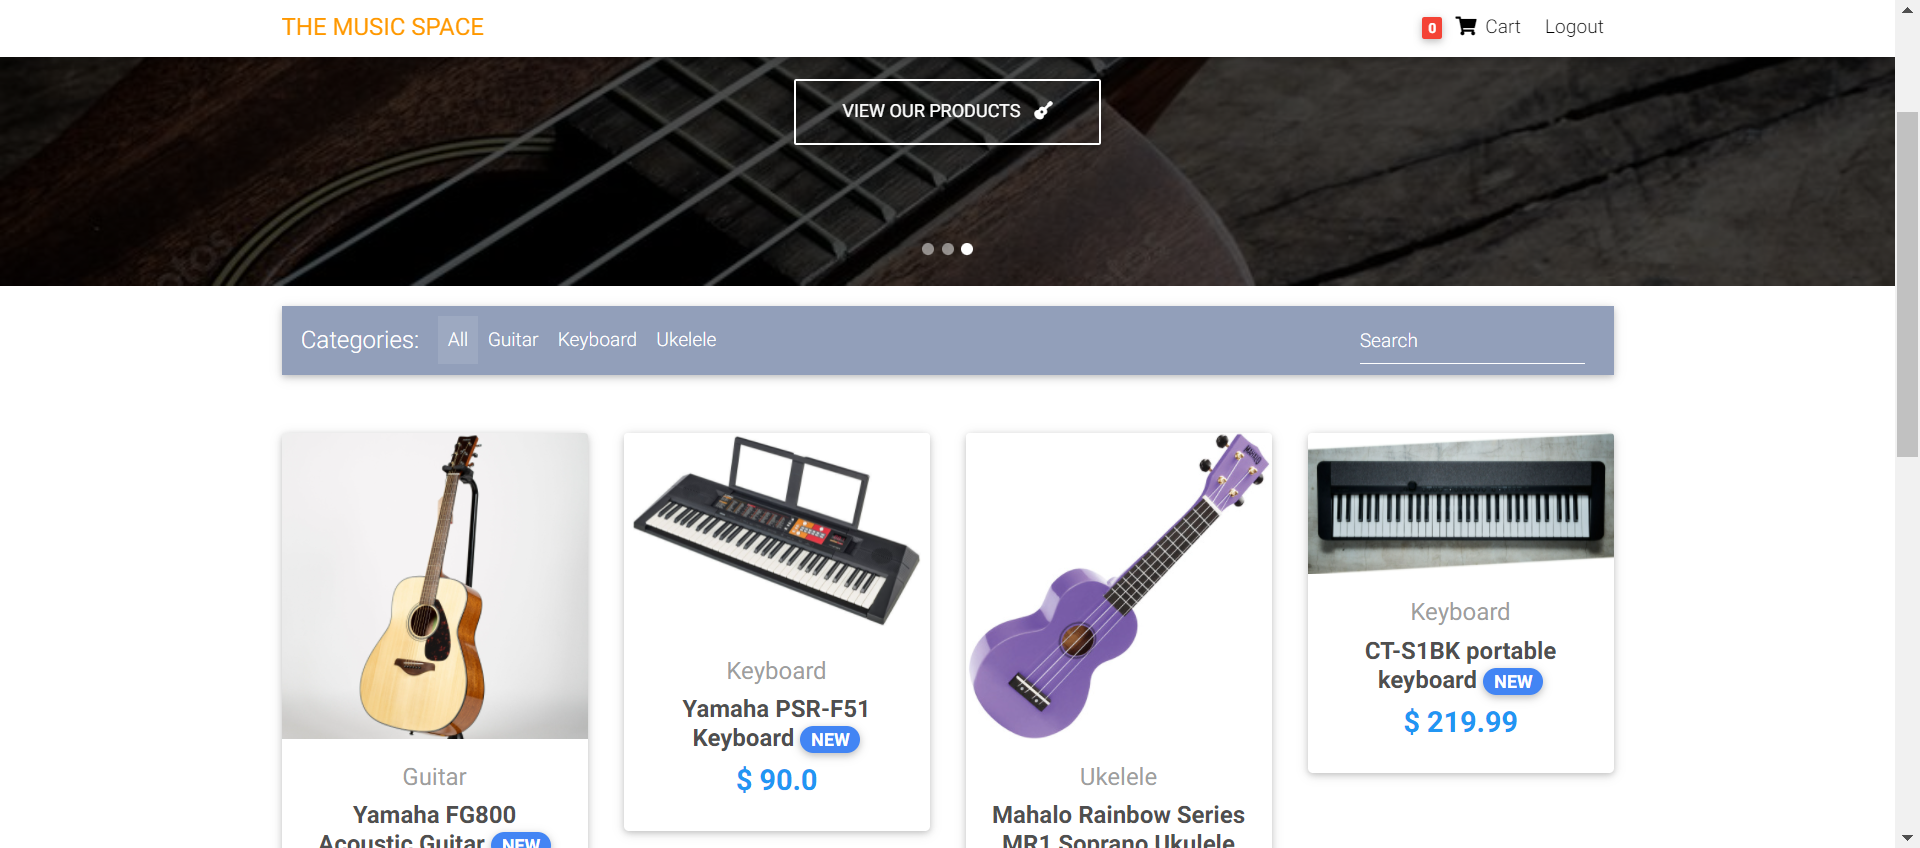 THE MUSIC SPACE
0 Cart Logout
VIEW OUR PRODUCTS
Categories: All Guitar Keyboard Ukelele Search
MAHALO
Guitar
Yamaha FG800
Acoustic Guitar NEW
Keyboard
Yamaha PSR-F51
Keyboard NEW
$ 90.0
Ukelele
Mahalo Rainbow Series
MR1 Soprano Ukulele
Keyboard
CT-S1BK portable
keyboard NEW
$ 219.99